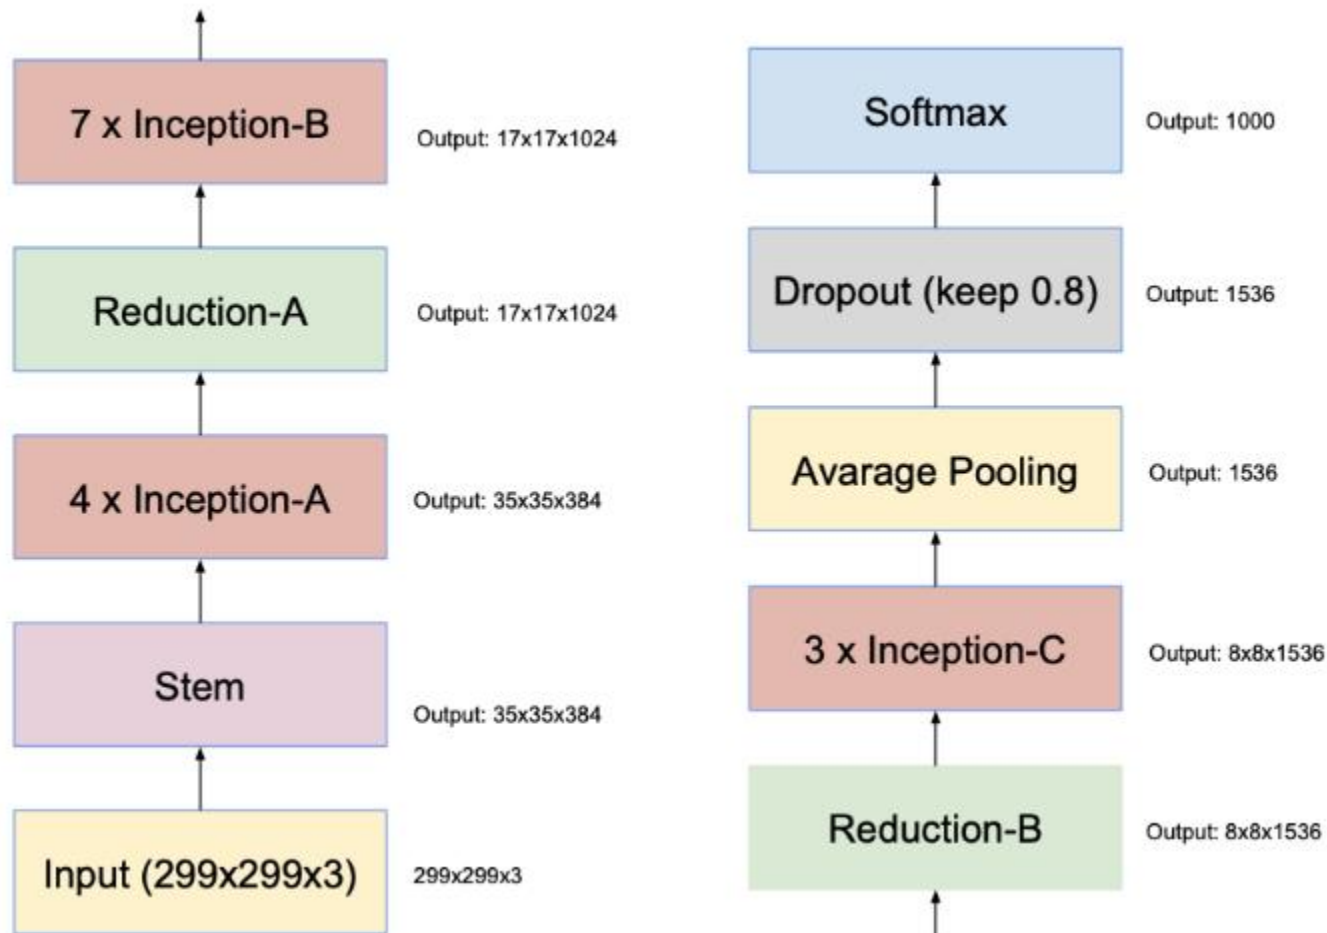 7 x Inception-B
Output: 17x17x1024
Reduction-A
Output: 17x17x1024
4 x Inception-A
Output: 35x35x384
Stem
Output: 35x35x384
Input (299x299x3)
299x299x3
Softmax
Output: 1000
Dropout (keep 0.8)
Output: 1536
Avarage Pooling
Output: 1536
3 x Inception-C
Output: 8x8x1536
Reduction-B
Output: 8x8x1536